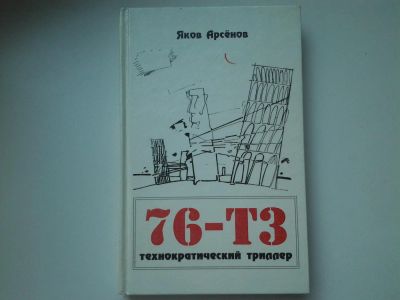 Яков Арсёнов
76-ТЗ
технократический триллер